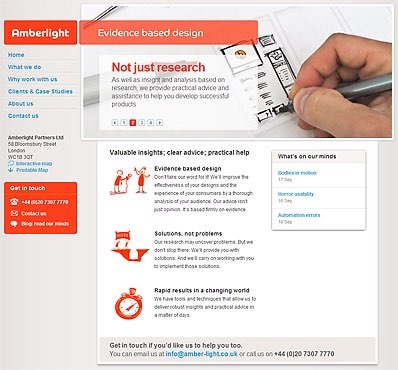 Amberlight
Evidence based design
Home
What we do
Why work with us
Clients & Case Studies
About us
Contact us
Not just research
As well as insight and analysis based on
research, we provide practical advice and
assistance to help you develop successful
products
1 2 3 4 5
Amberlight Partners Ltd
58 Bloomsbury Street
London
WC1B 3QT
Interactive map
Printable Map
Get in touch
+44 (0)20 7307 7770
Contact us
Blog: read our minds
Valuable insights; clear advice; practical help
Evidence based design
Don't take our word for it! We'll improve the
effectiveness of your designs and the
experience of your consumers by a thorough
analysis of your audience. Our advice isn't
just opinion. It's based firmly on evidence.
Solutions, not problems
Our research may uncover problems. But we
don't stop there. We'll provide you with
solutions. And we'll carry on working with you
to implement those solutions.
Rapid results in a changing world
We have tools and techniques that allow us to
deliver robust insights and practical advice in
a matter of days.
What's on our minds
Bodies in motion
17 Sep
Horror usability
16 Sep
Automation errors
16 Sep
Get in touch if you'd like us to help you too.
You can email us at info@amber-light.co.uk or call us on +44 (0)20 7307 7770